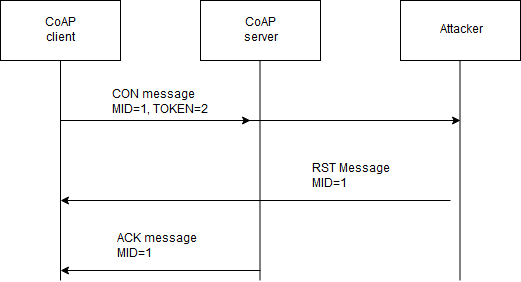 CoAP
client
CoAP
server
Attacker
CON message
MID=1, TOKEN=2
RST Message
MID=1
ACK message
MID=1